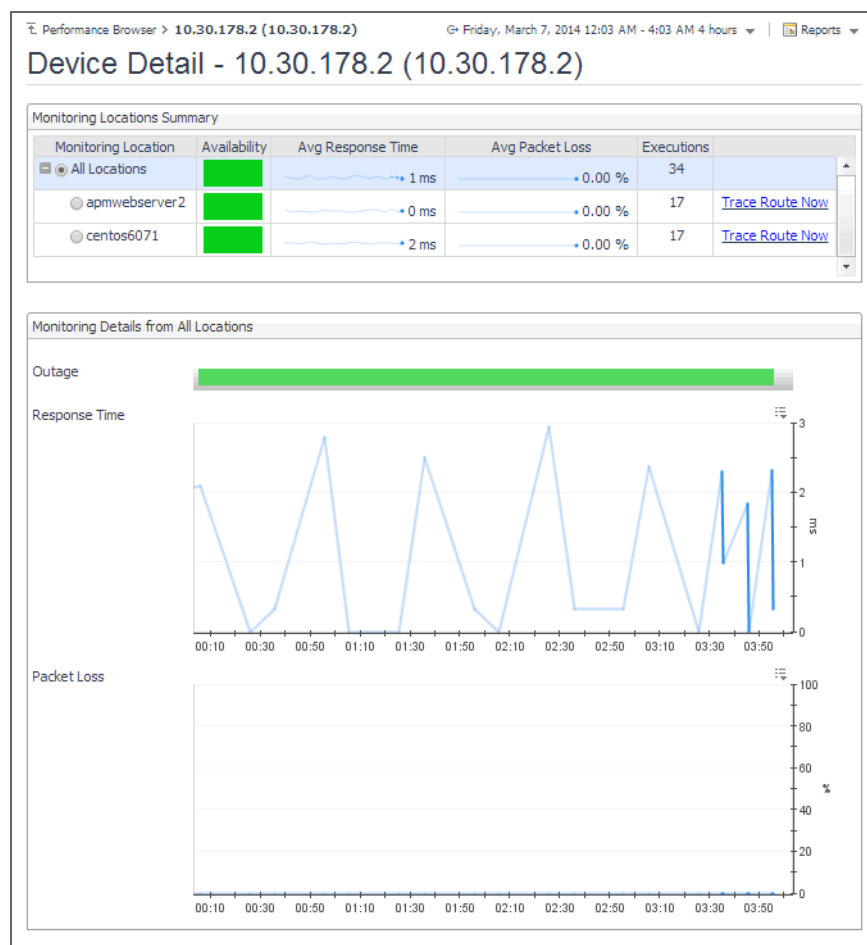 Performance Browser > 10.30.178.2 (10.30.178.2) Friday, March 7, 2014 12:03 AM - 4:03 AM 4 hours | Reports
Device Detail - 10.30.178.2 (10.30.178.2)
Monitoring Locations Summary
Monitoring Location Availability Avg Response Time Avg Packet Loss Executions
All Locations 1 ms 0.00 % 34
apmwebserver2 0 ms 0.00 % 17 Trace Route Now
centos6071 2 ms 0.00 % 17 Trace Route Now
Monitoring Details from All Locations
Outage
Response Time
3
2
ms
1
0
00:10 00:30 00:50 01:10 01:30 01:50 02:10 02:30 02:50 03:10 03:30 03:50
Packet Loss
100
80
60
%
40
20
0
00:10 00:30 00:50 01:10 01:30 01:50 02:10 02:30 02:50 03:10 03:30 03:50